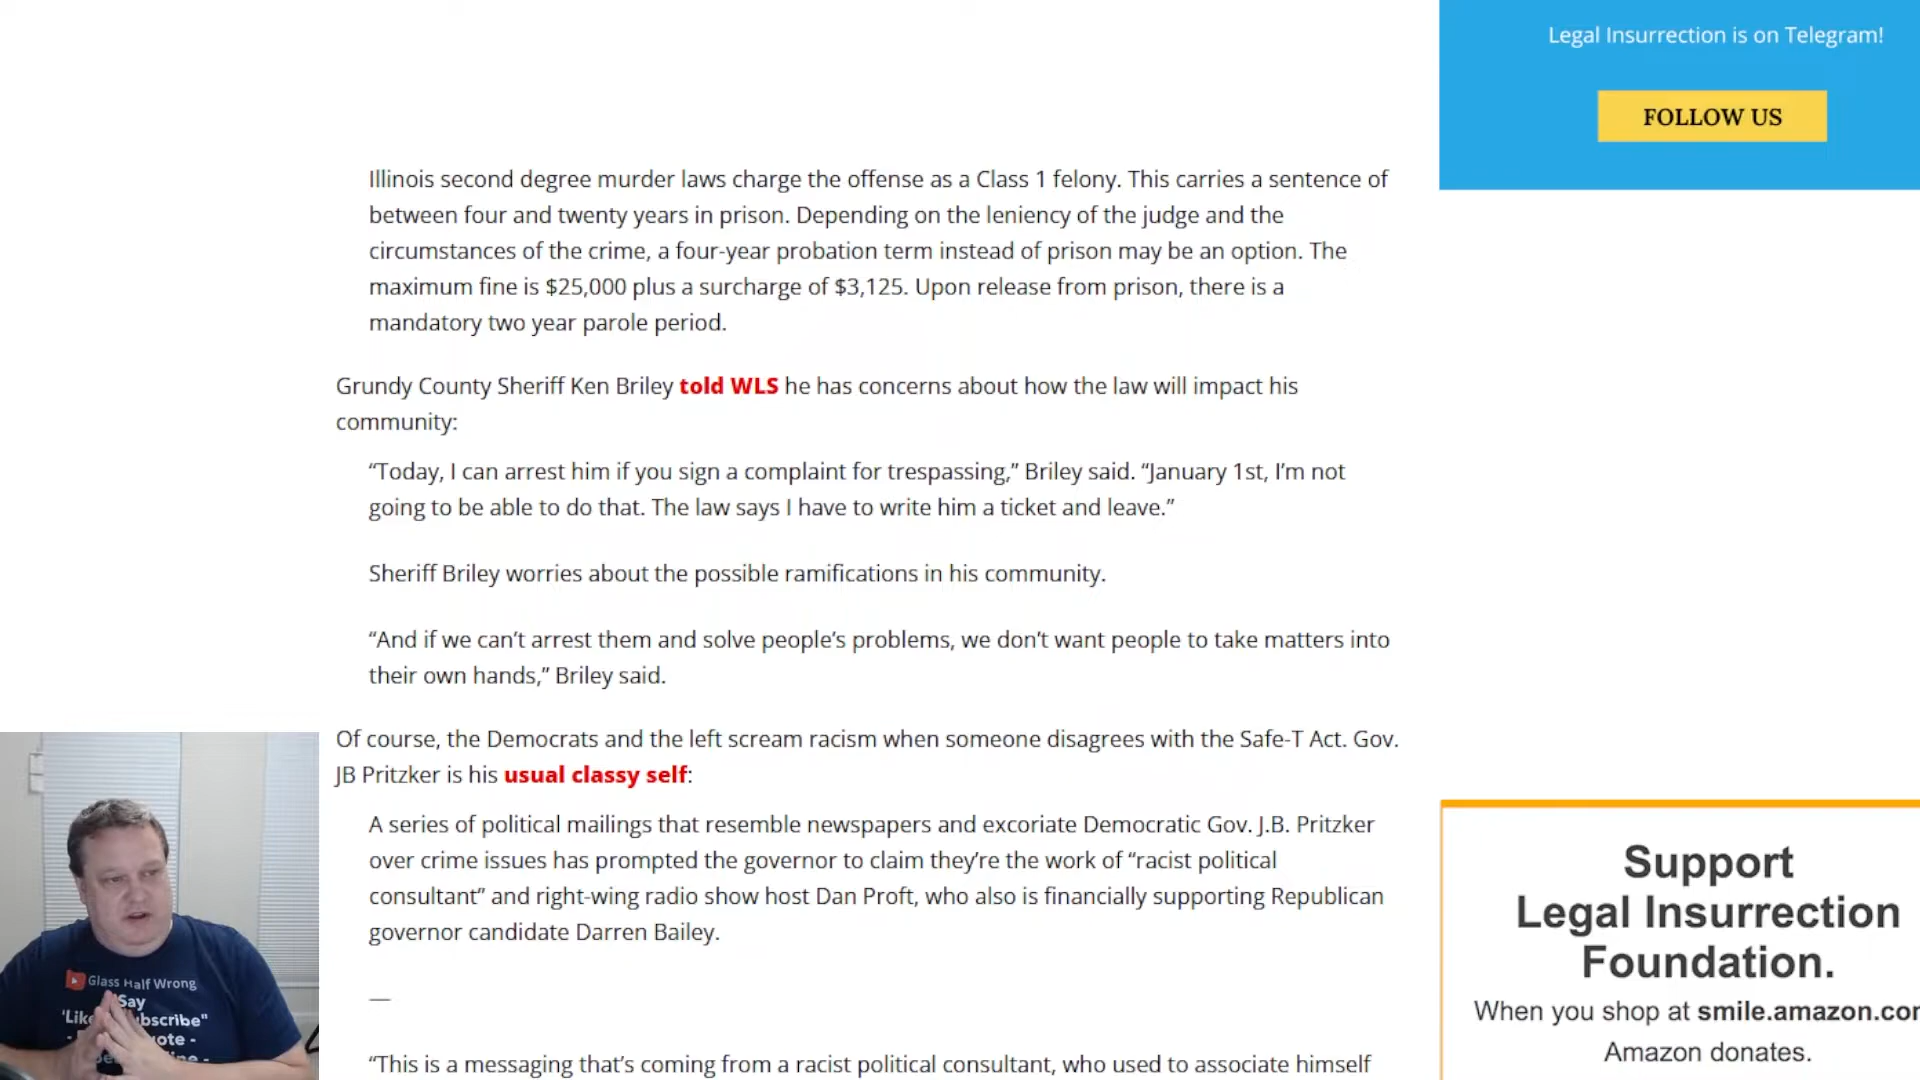 Legal Insurrection is on Telegram!
FOLLOW US
Illinois second degree murder laws charge the offense as a Class 1 felony. This carries a sentence of
between four and twenty years in prison. Depending on the leniency of the judge and the
circumstances of the crime, a four-year probation term instead of prison may be an option. The
maximum fine is $25,000 plus a surcharge of $3,125. Upon release from prison, there is a
mandatory two year parole period.
Grundy County Sheriff Ken Briley told WLS he has concerns about how the law will impact his
community:
“Today, I can arrest him if you sign a complaint for trespassing,” Briley said. “January 1st, I’m not
going to be able to do that. The law says I have to write him a ticket and leave.”
Sheriff Briley worries about the possible ramifications in his community.
“And if we can’t arrest them and solve people’s problems, we don’t want people to take matters into
their own hands,” Briley said.
Of course, the Democrats and the left scream racism when someone disagrees with the Safe-T Act. Gov.
JB Pritzker is his usual classy self:
A series of political mailings that resemble newspapers and excoriate Democratic Gov. J.B. Pritzker
over crime issues has prompted the governor to claim they’re the work of “racist political
consultant” and right-wing radio show host Dan Proft, who also is financially supporting Republican
governor candidate Darren Bailey.
—
“This is a messaging that’s coming from a racist political consultant, who used to associate himself
Support
Legal Insurrection
Foundation.
When you shop at smile.amazon.co
Amazon donates.
Glass Half Wrong
Say